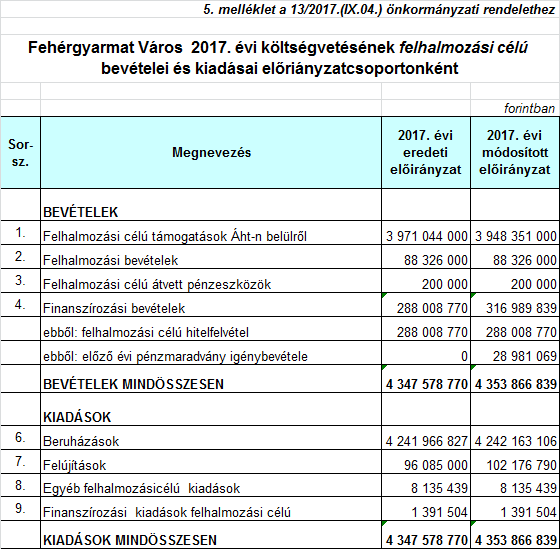 5. melléklet a 13/2017.(IX.04.) önkormányzati rendelethez
Fehérgyarmat Város 2017. évi költségvetésének felhalmozási célú
bevételei és kiadásai előriányzatcsoportonként
forintban
Sor-sz. Megnevezés 2017. évi eredeti előirányzat 2017. évi módosított előirányzat
BEVÉTELEK
1. Felhalmozási célú támogatások Áht-n belülről 3 971 044 000 3 948 351 000
2. Felhalmozási bevételek 88 326 000 88 326 000
3. Felhalmozási célú átvett pénzeszközök 200 000 200 000
4. Finanszírozási bevételek 288 008 770 316 989 839
ebből: felhalmozási célú hitelfelvétel 288 008 770 288 008 770
ebből: előző évi pénzmaradvány igénybevétele 0 28 981 069
BEVÉTELEK MINDÖSSZESEN 4 347 578 770 4 353 866 839
KIADÁSOK
6. Beruházások 4 241 966 827 4 242 163 106
7. Felújítások 96 085 000 102 176 790
8. Egyéb felhalmozásicélú kiadások 8 135 439 8 135 439
9. Finanszírozási kiadások felhalmozási célú 1 391 504 1 391 504
KIADÁSOK MINDÖSSZESEN 4 347 578 770 4 353 866 839